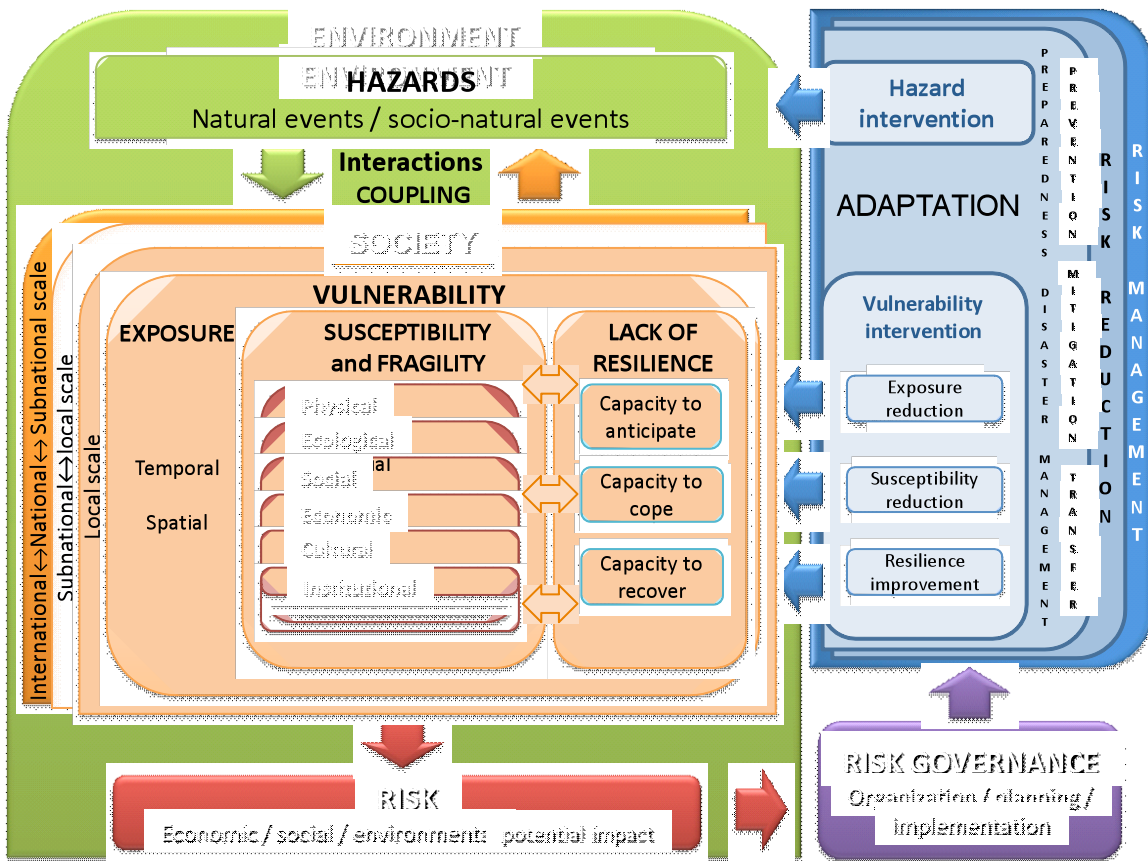 ENVIRONMENT
ENVIRONMENT
HAZARDS
Natural events / socio-natural events
Interactions
COUPLING
SOCIETY
International↔National↔Subnational scale
Subnational↔local scale
Local scale
VULNERABILITY
EXPOSURE
Temporal
Spatial
SUSCEPTIBILITY
and FRAGILITY
Physical
Ecological
Social
Economic
Cultural
Institutional
LACK OF
RESILIENCE
Capacity to
anticipate
Capacity to
cope
Capacity to
recover
RISK
Economic / social / environments potential impact
Hazard
intervention
ADAPTATION
Vulnerability
intervention
Exposure
reduction
Susceptibility
reduction
Resilience
improvement
PREPAREDNESS DISASTER MANAGEMENT
PREVENTION MITIGATION TRANSFER
RISK REDUCTION
RISK MANAGEMENT
RISK GOVERNANCE
Organization / planning /
implementation